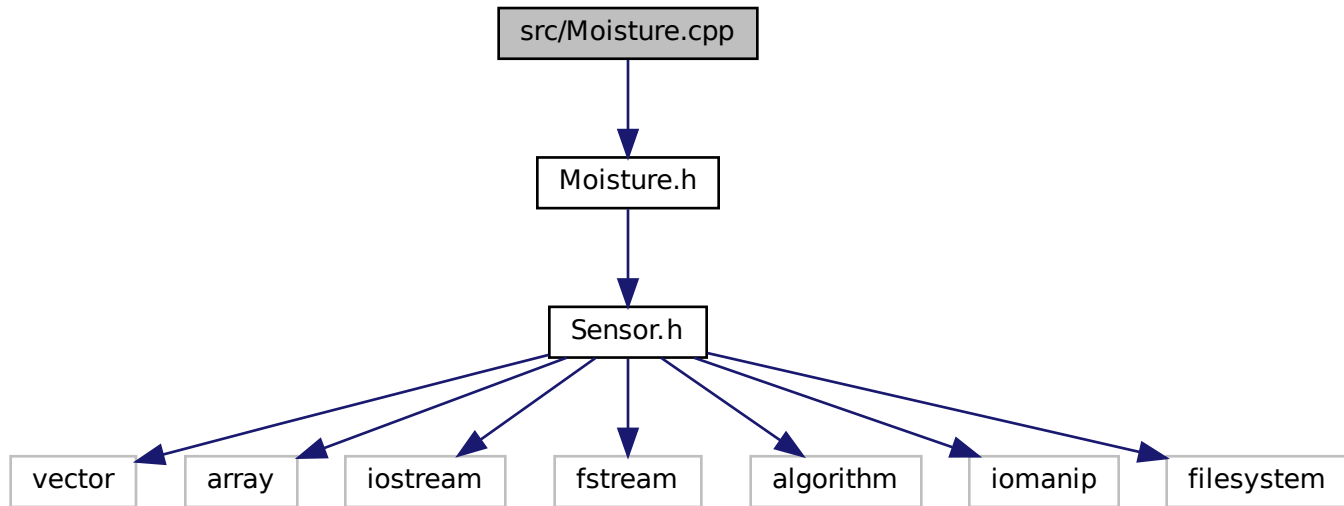 src/Moisture.cpp
Moisture.h
Sensor.h
vector
array
iostream
fstream
algorithm
iomanip
filesystem